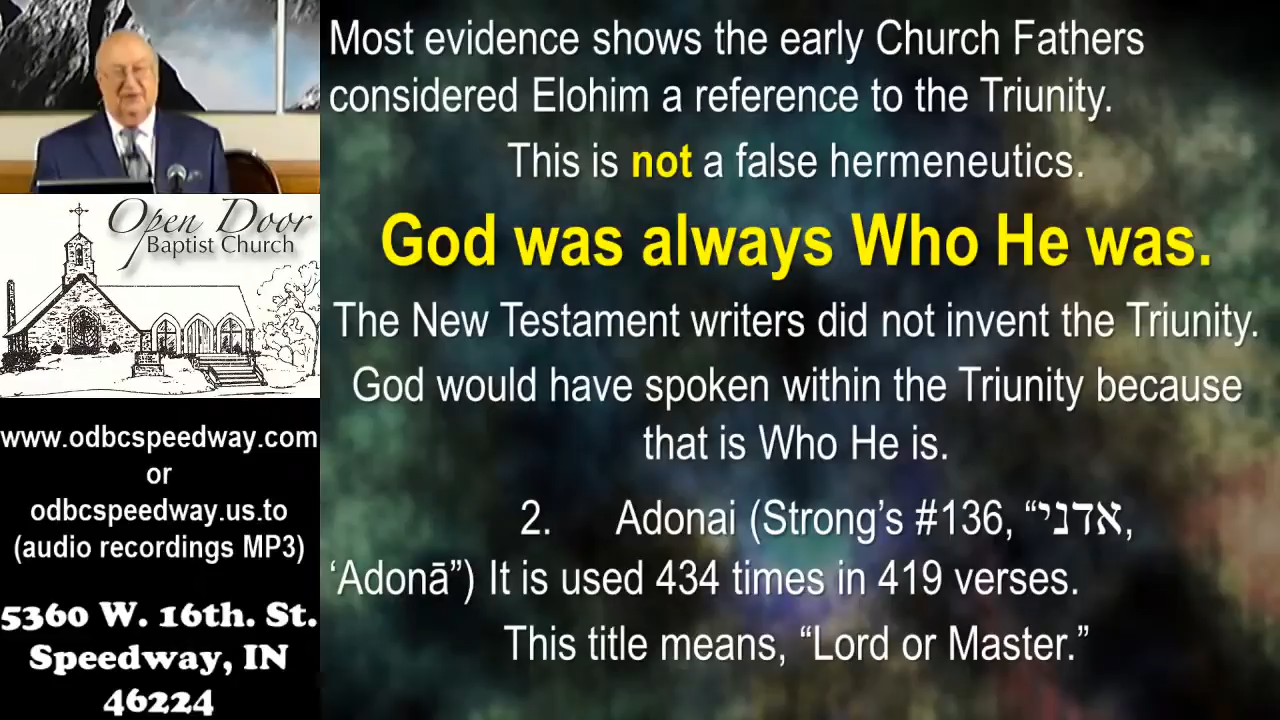 Most evidence shows the early Church Fathers
considered Elohim a reference to the Triunity.
This is not a false hermeneutics.
God was always Who He was.
The New Testament writers did not invent the Triunity.
God would have spoken within the Triunity because
that is Who He is.
2. Adonai (Strong’s #136, “אדני,
‘Adonā”) It is used 434 times in 419 verses.
This title means, “Lord or Master.”
Open Door
Baptist Church
www.odbcspeedway.com
or
odbcspeedway.us.to
(audio recordings MP3)
5360 W. 16th. St.
Speedway, IN
46224